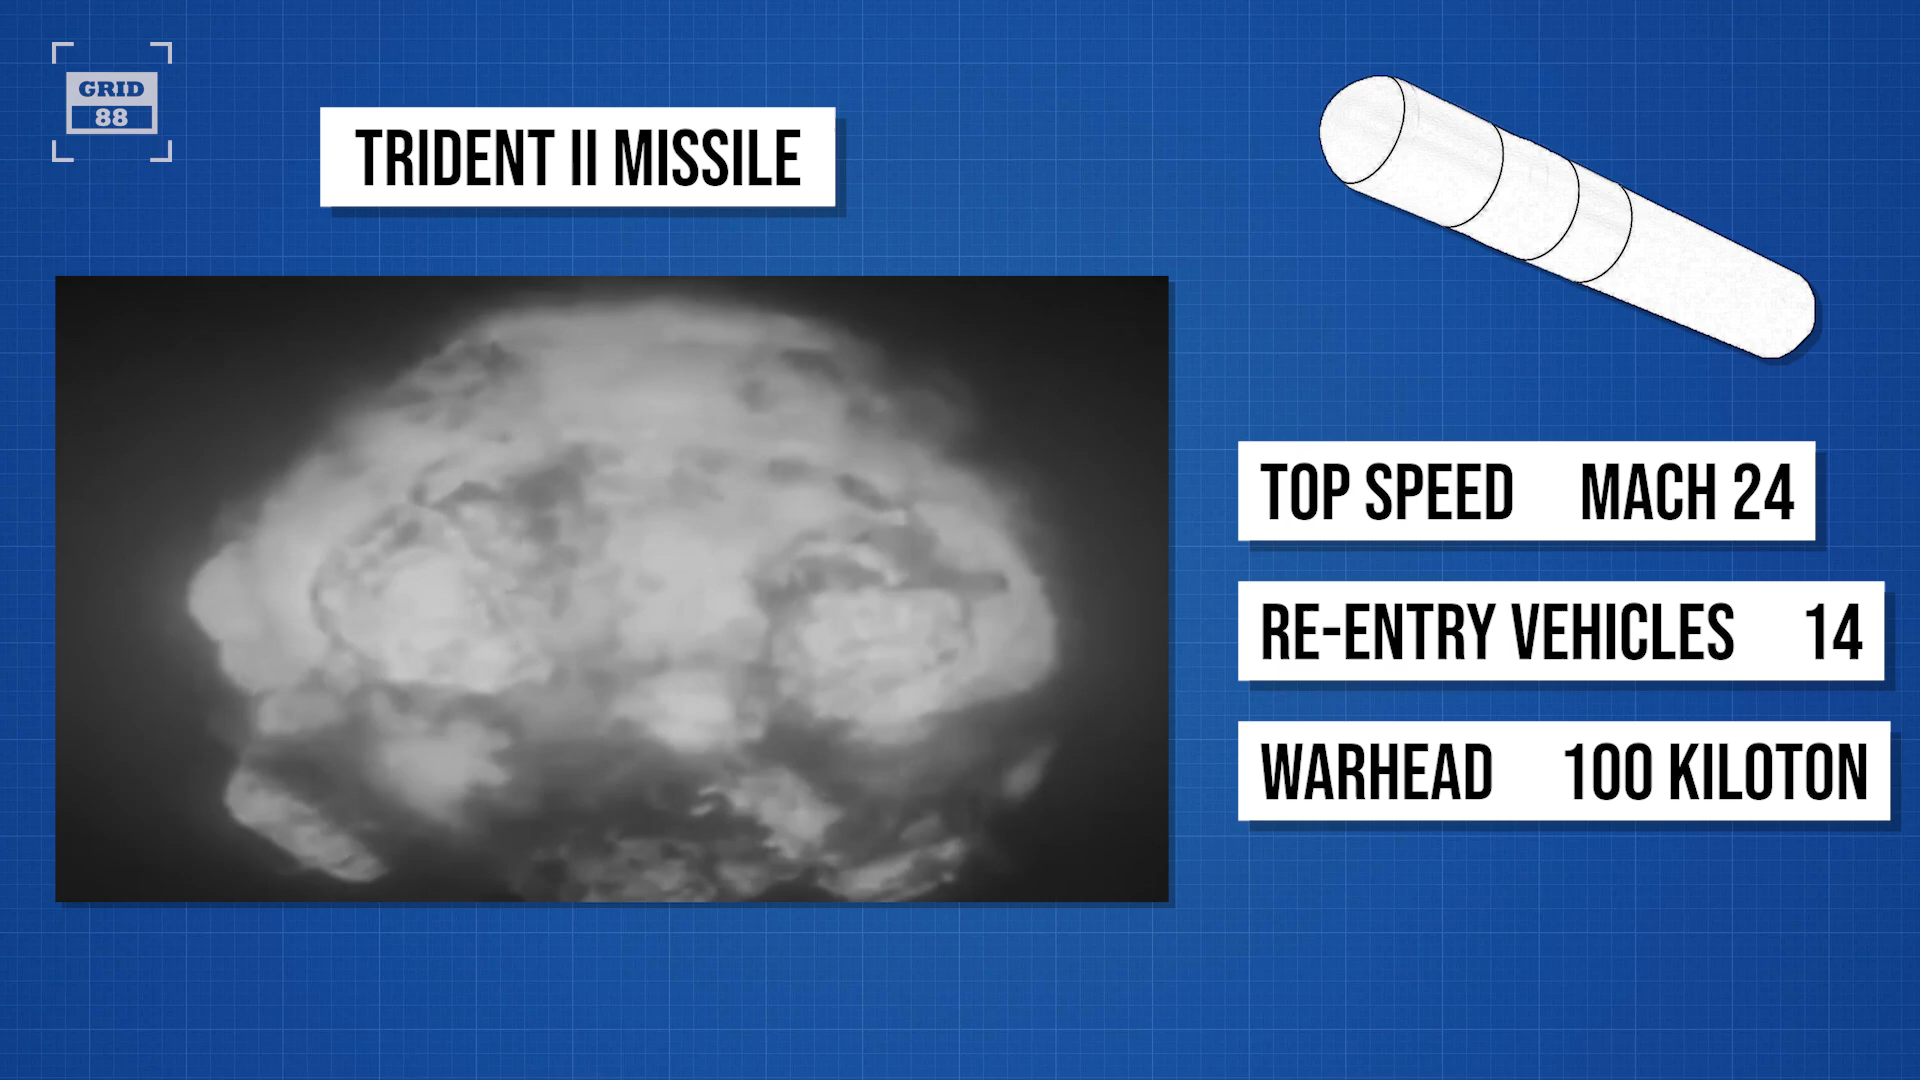 GRID
88
TRIDENT II MISSILE
TOP SPEED MACH 24
RE-ENTRY VEHICLES 14
WARHEAD 100 KILOTON